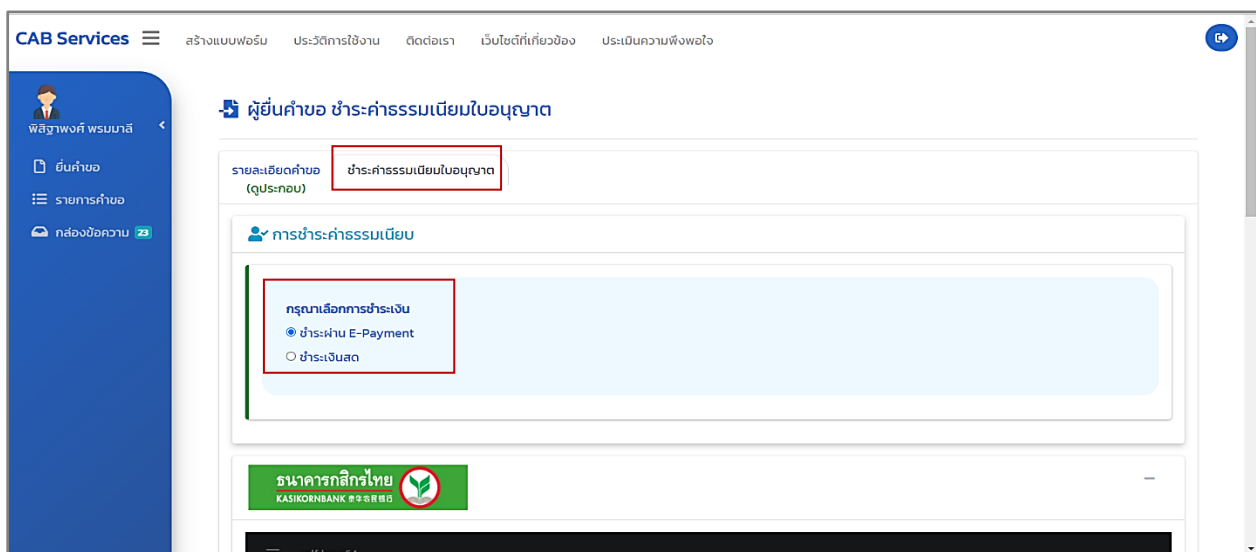 CAB Services สร้างแบบฟอร์ม ประวัติการใช้งาน ติดต่อเรา เว็บไซต์ที่เกี่ยวข้อง ประเมินความพึงพอใจ
พิสิฐาพงศ์ พรมมาลี
ยื่นคำขอ
รายการคำขอ
กล่องข้อความ 23
ผู้ยื่นคำขอ ชำระค่าธรรมเนียมใบอนุญาต
รายละเอียดคำขอ
(ดูประกอบ)
ชำระค่าธรรมเนียมใบอนุญาต
การชำระค่าธรรมเนียบ
กรุณาเลือกการชำระเงิน
ชำระผ่าน E-Payment
ชำระเงินสด
ธนาคารกสิกรไทย
KASIKORNBANK